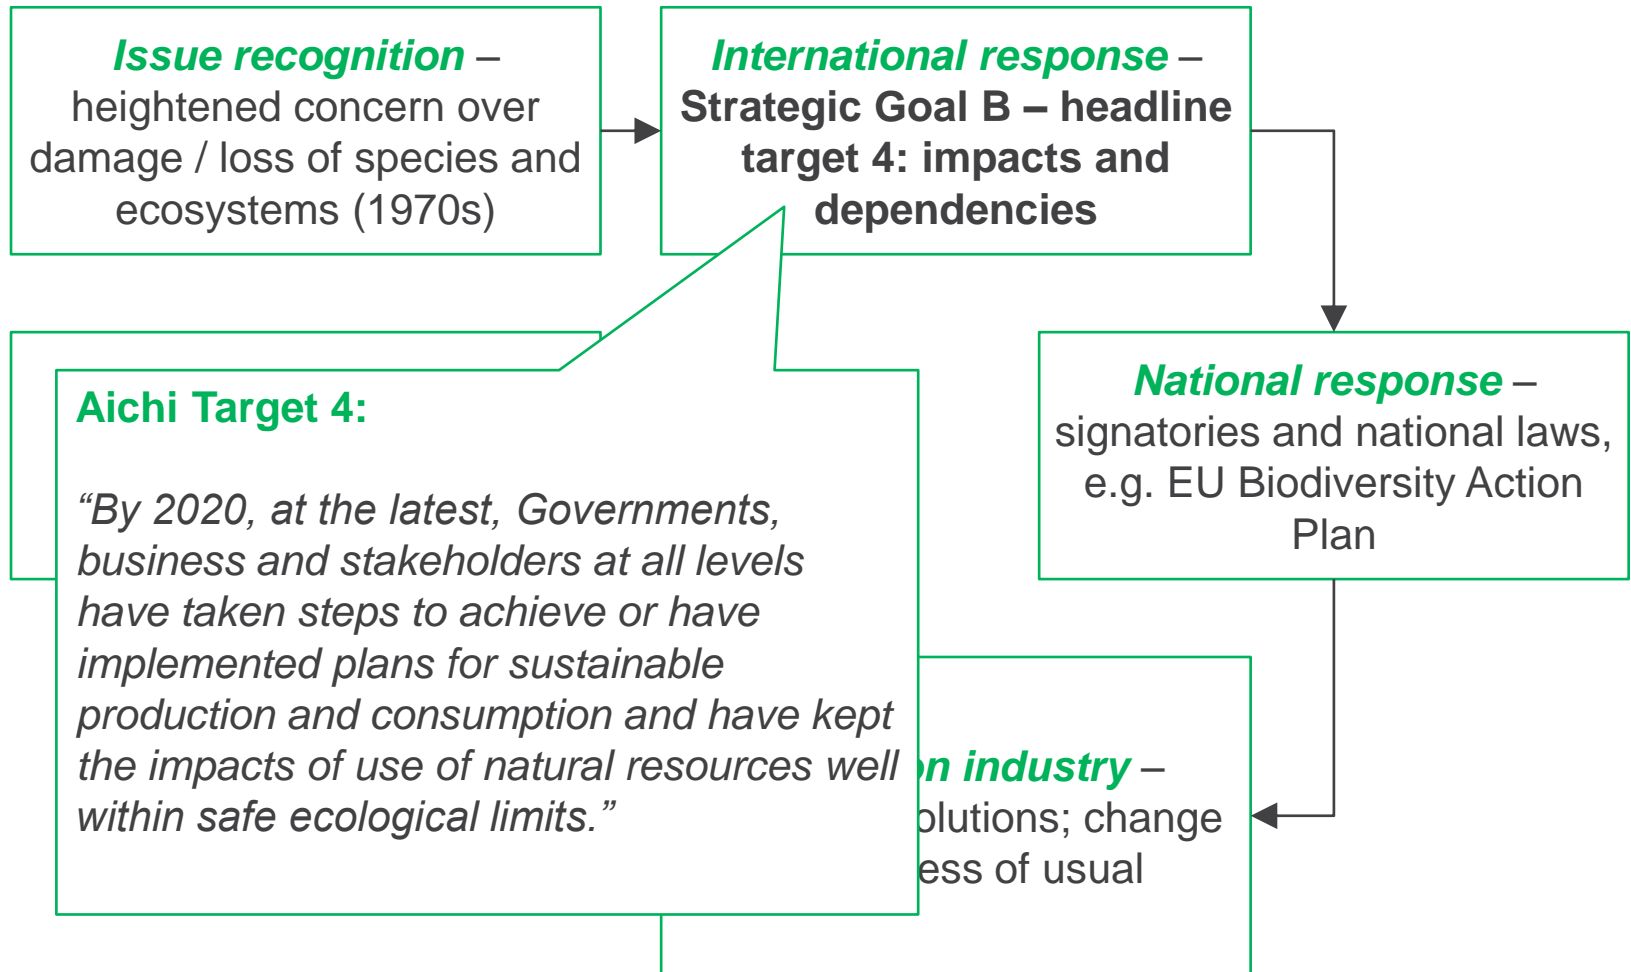 Issue recognition –
heightened concern over
damage / loss of species and
ecosystems (1970s)
International response –
Strategic Goal B – headline
target 4: impacts and
dependencies
National response –
signatories and national laws,
e.g. EU Biodiversity Action
Plan
Aichi Target 4:
“By 2020, at the latest, Governments,
business and stakeholders at all levels
have taken steps to achieve or have
implemented plans for sustainable
production and consumption and have kept
the impacts of use of natural resources well
within safe ecological limits.”
on industry –
olutions; change
ess of usual